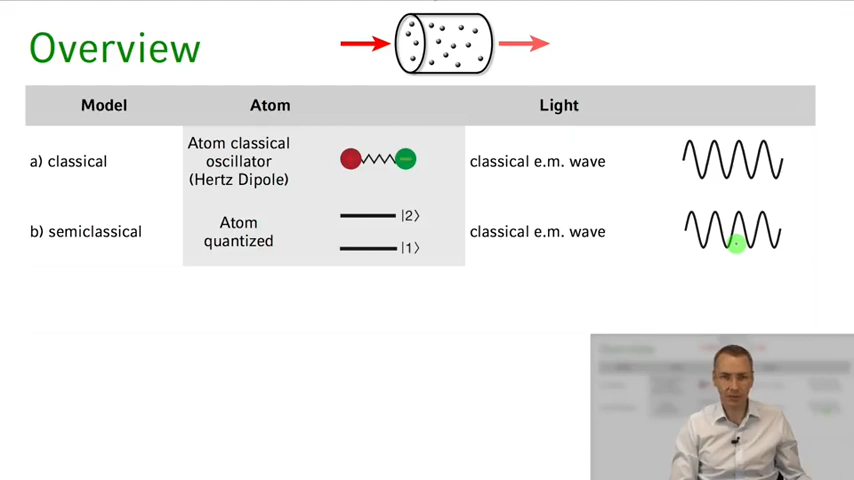 Overview
Model Atom Light
a) classical
Atom classical
oscillator
(Hertz Dipole)
classical e.m. wave
b) semiclassical
Atom
quantized
|2⟩
|1⟩
classical e.m. wave